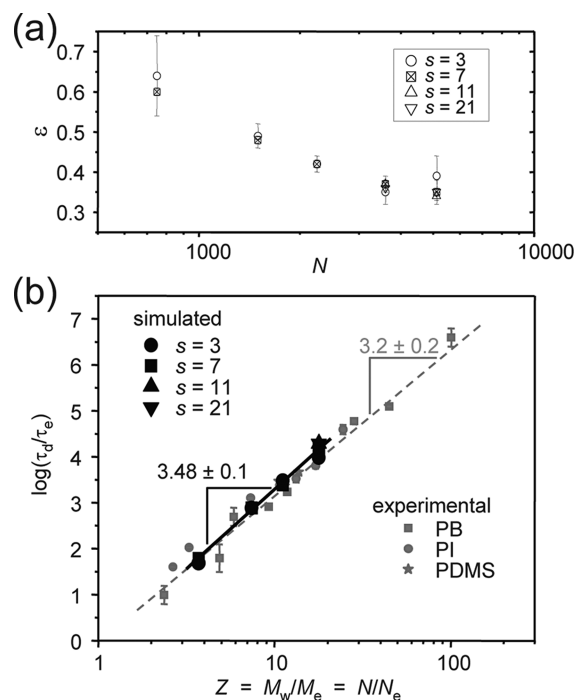 (a)
0.7
0.6
0.5
0.4
0.3
ε
s = 3
s = 7
s = 11
s = 21
1000
10000
N
(b)
7
6
5
4
3
2
1
0
log(τd/τe)
simulated
s = 3
s = 7
s = 11
s = 21
3.2 ± 0.2
3.48 ± 0.1
experimental
PB
PI
PDMS
1
10
100
Z = Mw/Me = N/Ne